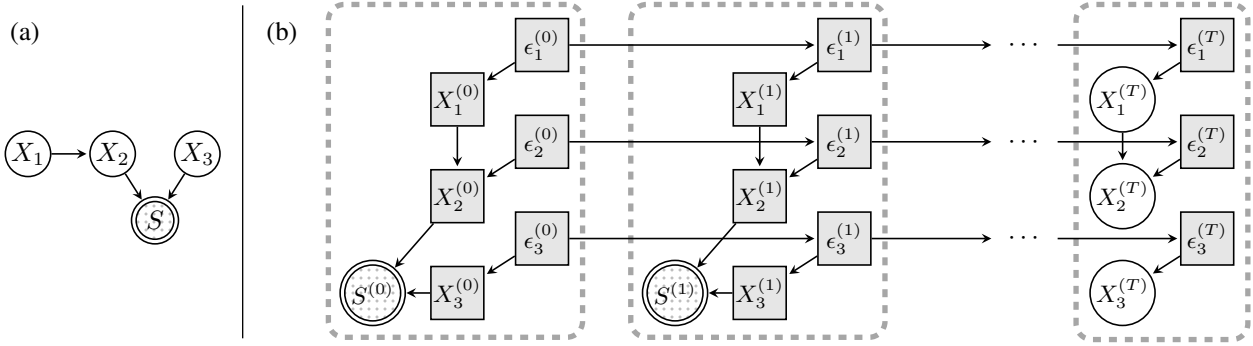 (a)
X₁ X₂ X₃
S
(b)
ϵ₁⁽⁰⁾ ϵ₁⁽¹⁾ ··· ϵ₁⁽ᵀ⁾
X₁⁽⁰⁾ X₁⁽¹⁾ X₁⁽ᵀ⁾
ϵ₂⁽⁰⁾ ϵ₂⁽¹⁾ ··· ϵ₂⁽ᵀ⁾
X₂⁽⁰⁾ X₂⁽¹⁾ X₂⁽ᵀ⁾
ϵ₃⁽⁰⁾ ϵ₃⁽¹⁾ ··· ϵ₃⁽ᵀ⁾
S⁽⁰⁾ X₃⁽⁰⁾ S⁽¹⁾ X₃⁽¹⁾ X₃⁽ᵀ⁾